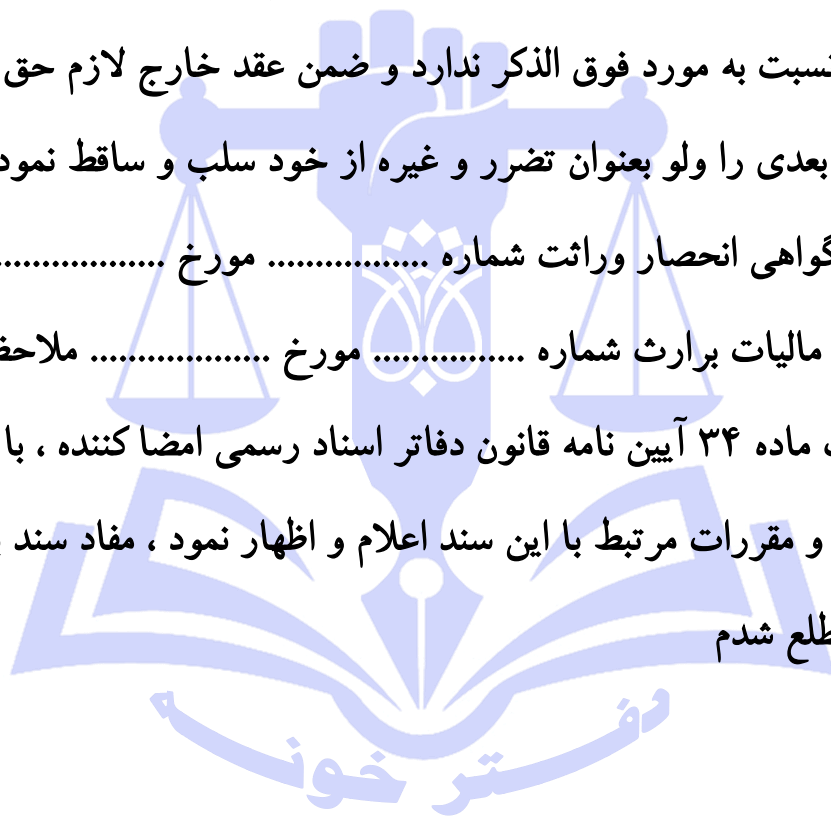 نسبت به مورد فوق الذکر ندارد و ضمن عقد خارج لازم حق
بعدی را ولو بعنوان تضرر و غیره از خود سلب و ساقط نمود
گواهی انحصار وراثت شماره ................. مورخ ..................
مالیات برارث شماره ................ مورخ ...................
ماده ۳۴ آیین نامه قانون دفاتر اسناد رسمی امضا کننده ، با
و مقررات مرتبط با این سند اعلام و اظهار نمود ، مفاد سند
شدم
دفتر خونه